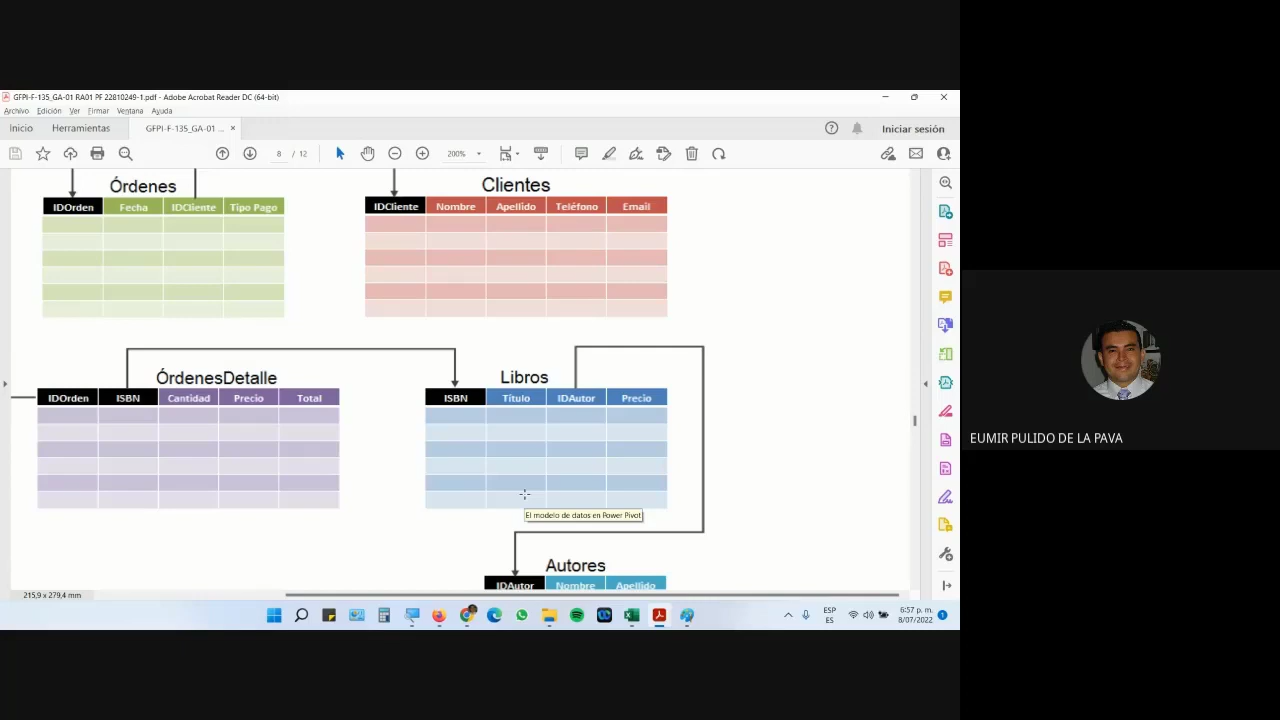 GFPI-F-135_GA-01 RA01 PF 22810249-1.pdf - Adobe Acrobat Reader DC (64-bit)
Archivo Edición Ver Firmar Ventana Ayuda
Inicio Herramientas GFPI-F-135_GA-01 ... × Iniciar sesión
8 / 12 200%
Órdenes
IDOrden Fecha IDCliente Tipo Pago
Clientes
IDCliente Nombre Apellido Teléfono Email
ÓrdenesDetalle
IDOrden ISBN Cantidad Precio Total
Libros
ISBN Título IDAutor Precio
El modelo de datos en Power Pivot
Autores
IDAutor Nombre Apellido
215,9 x 279,4 mm
ESP
ES
6:57 p. m.
8/07/2022
EUMIR PULIDO DE LA PAVA